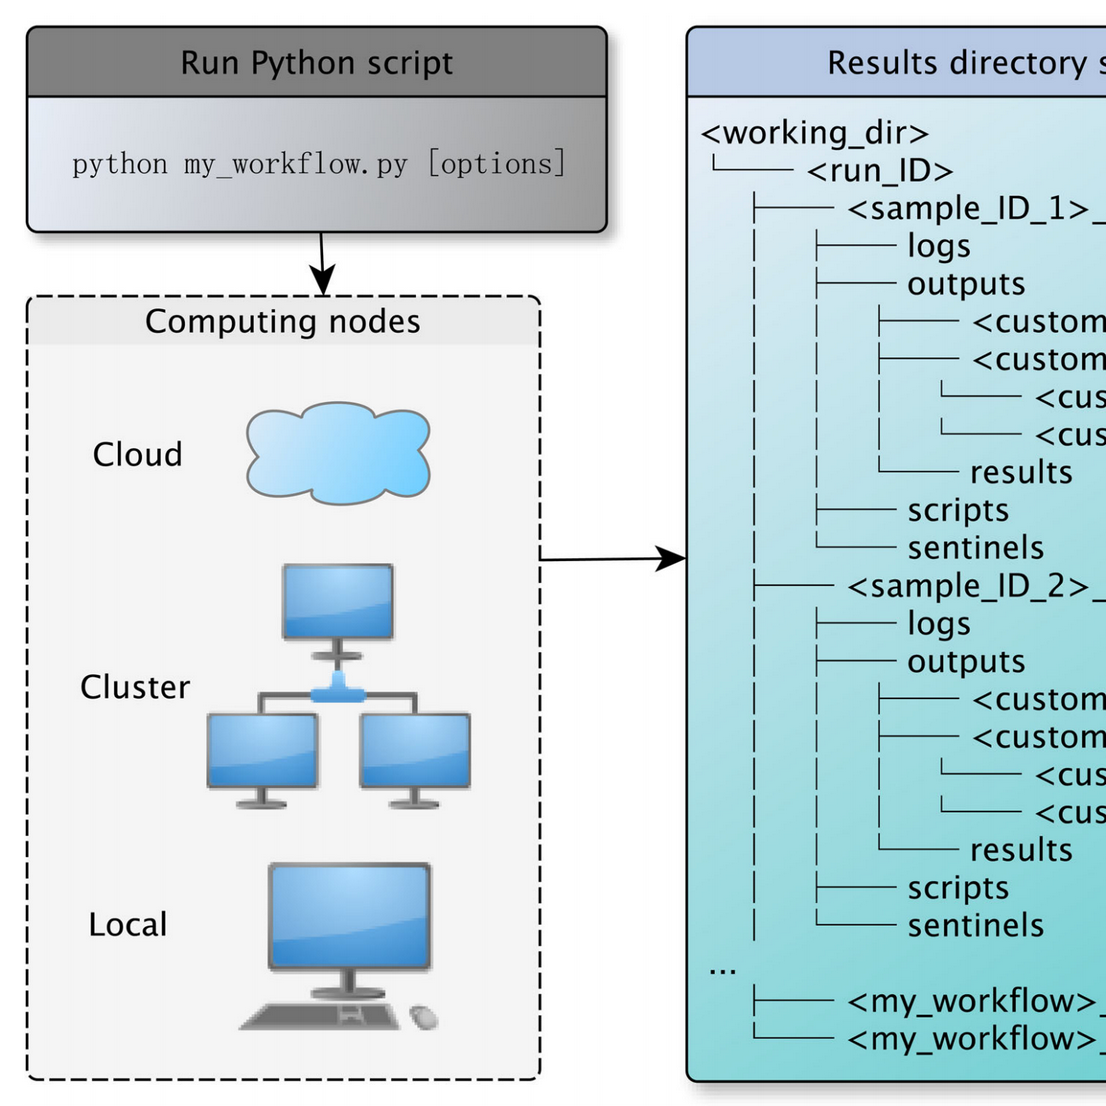 Run Python script
python my_workflow.py [options]
Computing nodes
Cloud
Cluster
Local
Results directory s
<working_dir>
<run_ID>
<sample_ID_1>_
logs
outputs
<custom
<custom
<cus
<cus
results
scripts
sentinels
<sample_ID_2>_
logs
outputs
<custom
<custom
<cus
<cus
results
scripts
sentinels
...
<my_workflow>_
<my_workflow>_